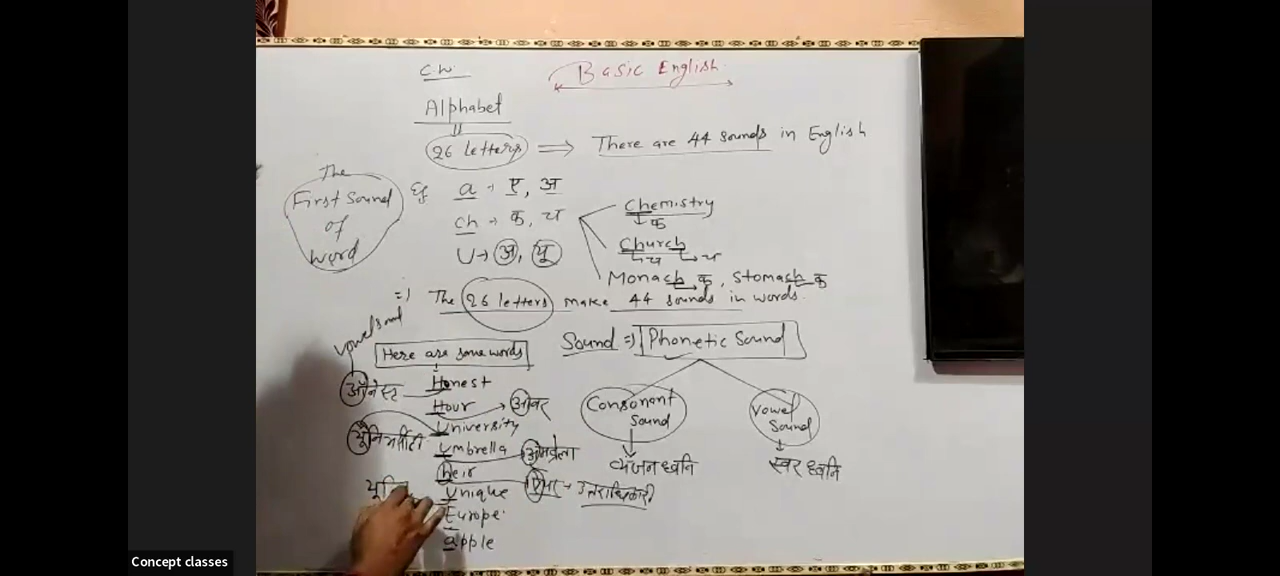 C.W.
Basic English
Alphabet
26 letters ⇒ There are 44 sounds in English
The
First Sound
of
Word
a → ए, अ
ch → क, च
U → अ, यू
Chemistry
क
Church
च च
Monach क, Stomach क
⇒ The 26 letters make 44 sounds in words.
Sound ⇒ Phonetic Sound
Consonant
Sound
व्यंजन ध्वनि
Vowel
Sound
स्वर ध्वनि
Vowel sound
Here are some words
ऑनेस्ट Honest
Hour
University
Umbrella
heir उत्तराधिकारी
Unique
Europe
apple
Concept classes